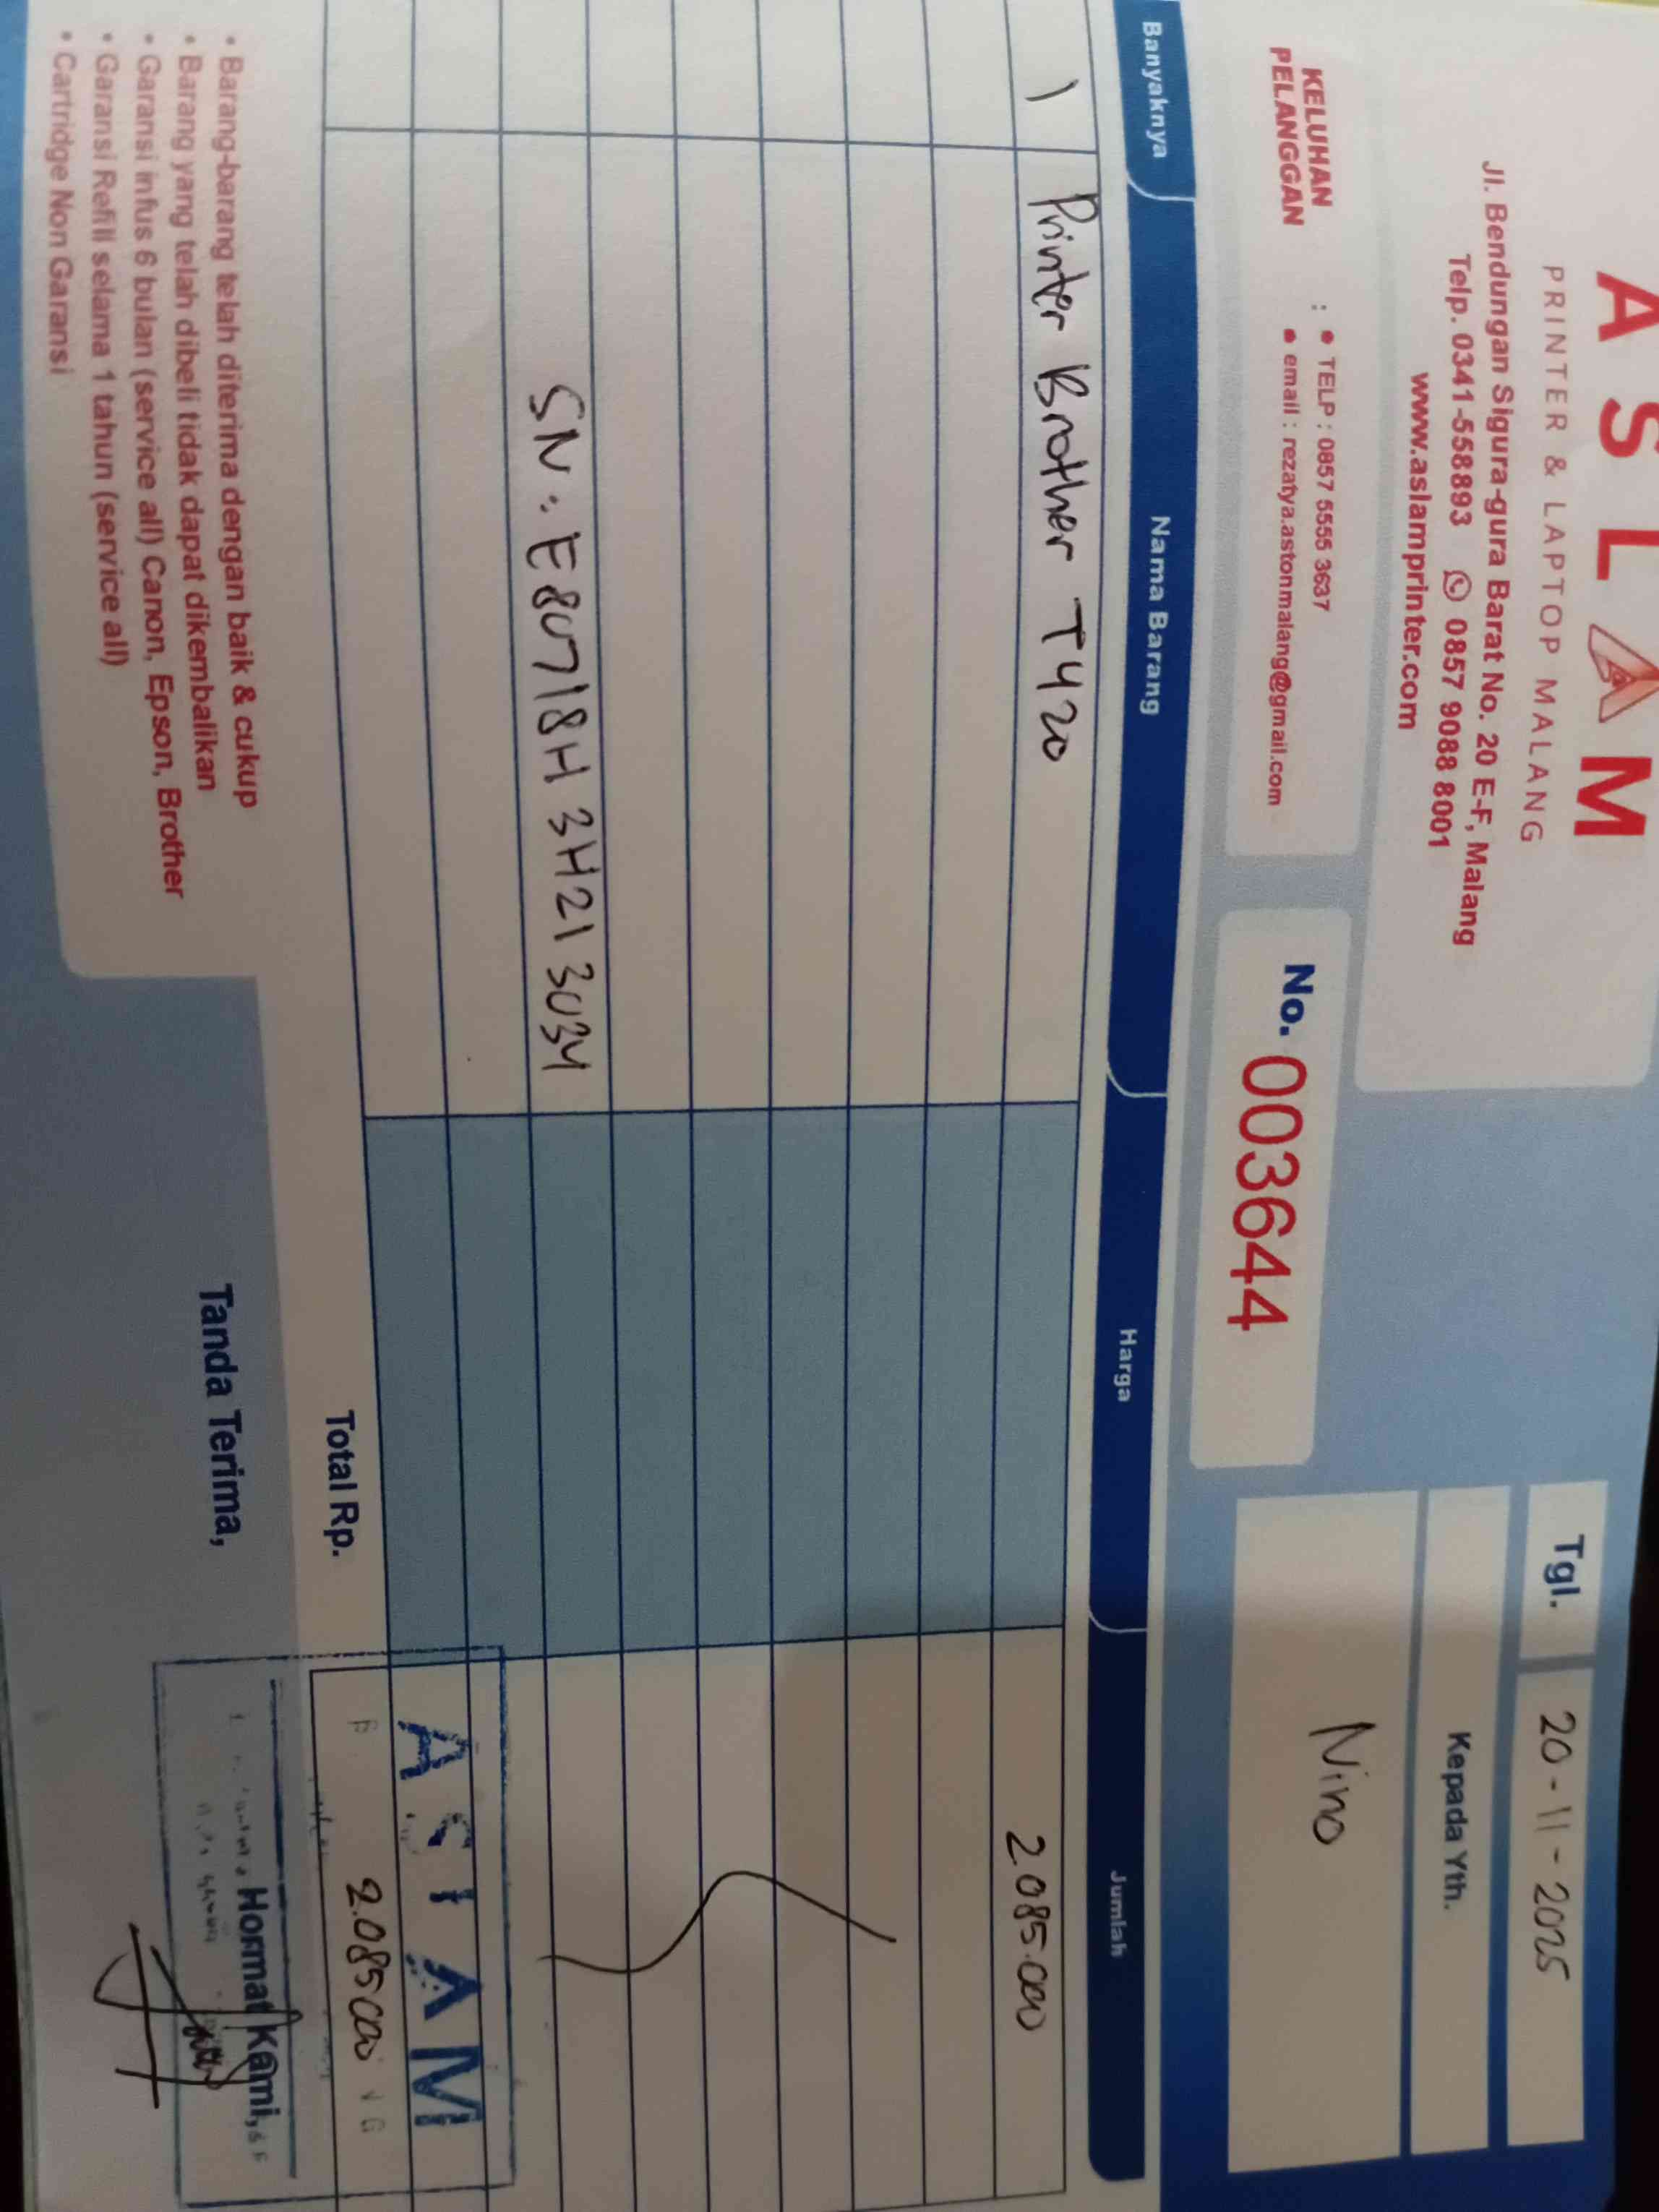 ASLAM
PRINTER & LAPTOP MALANG
Jl. Bendungan Sigura-gura Barat No. 20 E-F, Malang
Telp. 0341-558893 0857 9088 8001
www.aslamprinter.com
KELUHAN PELANGGAN : • TELP : 0857 5555 3637
• email : rezatya.astonmalang@gmail.com
No. 003644
Tgl. 20-11-2025
Kepada Yth.
Nino
Banyaknya Nama Barang Harga Jumlah
1 Printer Brother T420 2.085.000
SN : E80718H3H213034
Total Rp. 2.085.000
ASLAM
• Barang-barang telah diterima dengan baik & cukup
• Barang yang telah dibeli tidak dapat dikembalikan
• Garansi infus 6 bulan (service all) Canon, Epson, Brother
• Garansi Refill selama 1 tahun (service all)
• Cartridge Non Garansi
Tanda Terima,
Hormat Kami,